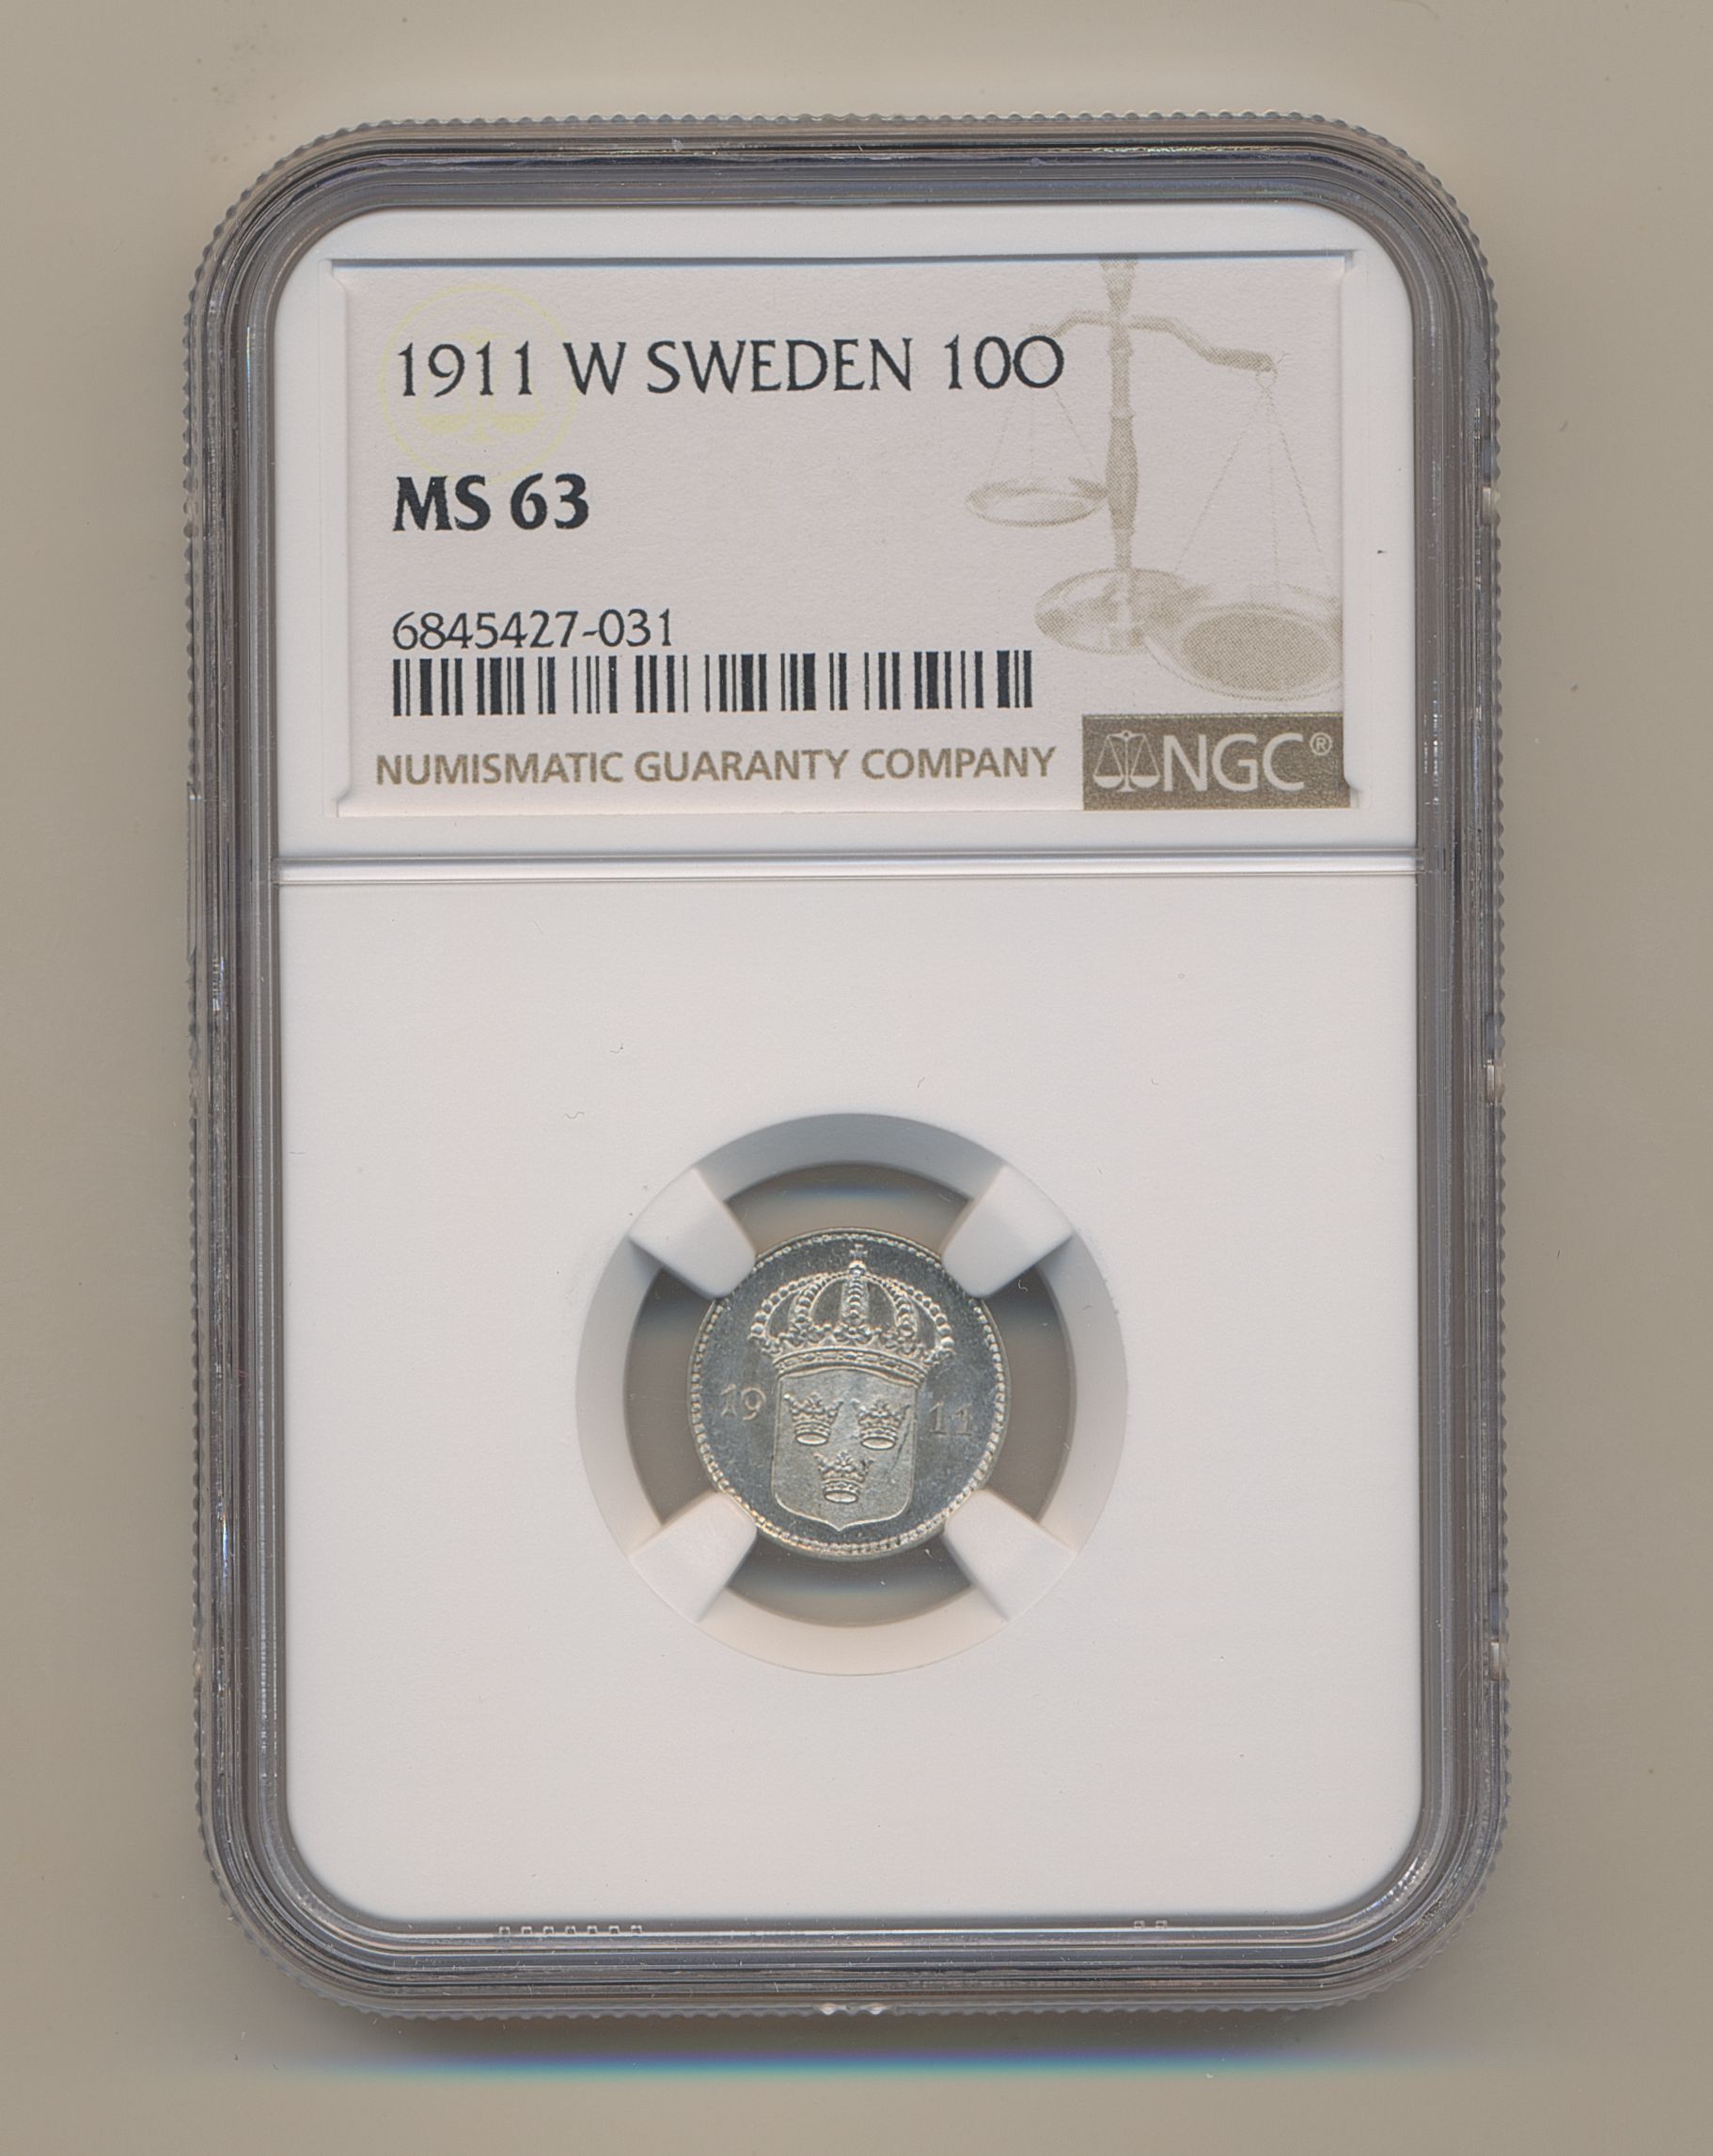 1911 W SWEDEN 10O
MS 63
6845427-031
NUMISMATIC GUARANTY COMPANY
NGC®
19 11